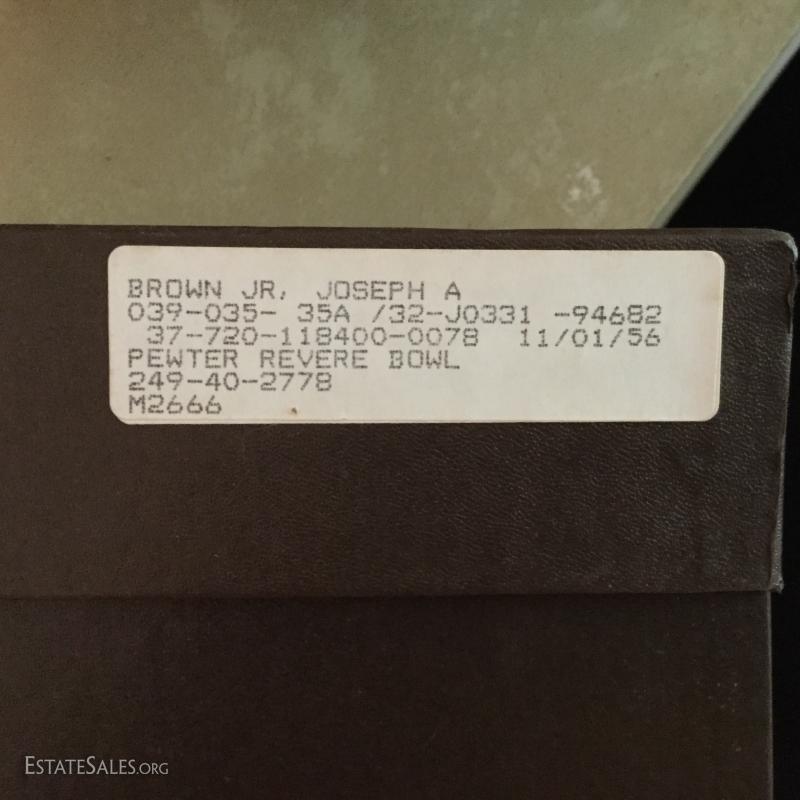 BROWN JR, JOSEPH A
039-035- 35A /32-J0331 -94682
37-720-118400-0078 11/01/56
PEWTER REVERE BOWL
249-40-2778
M2666
ESTATESALES.ORG